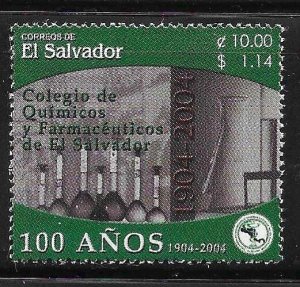 CORREOS DE
El Salvador
¢ 10.00
$ 1.14
Colegio de
Químicos
y Farmacéuticos
de El Salvador
1904-2004
100 AÑOS 1904-2004